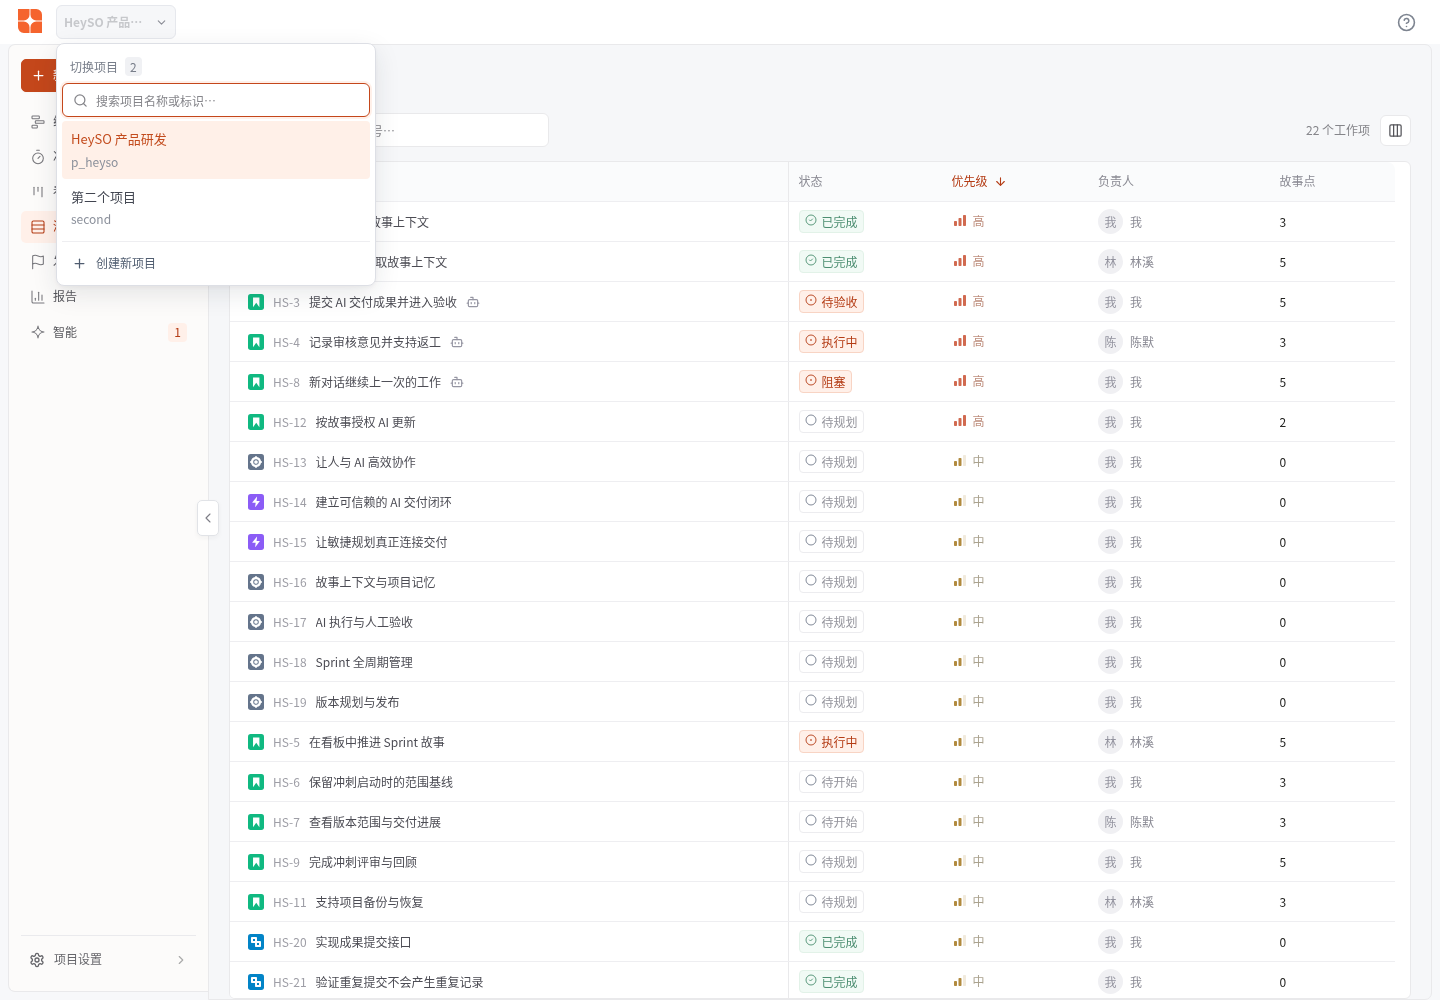 HeySO 产品…
切换项目 2
搜索项目名称或标识…
HeySO 产品研发
p_heyso
第二个项目
second
创建新项目
报告
智能 1
项目设置
号…
22 个工作项
状态 优先级 负责人 故事点
故事上下文 已完成 高 我 我 3
取故事上下文 已完成 高 林 林溪 5
HS-3 提交 AI 交付成果并进入验收 待验收 高 我 我 5
HS-4 记录审核意见并支持返工 执行中 高 陈 陈默 3
HS-8 新对话继续上一次的工作 阻塞 高 我 我 5
HS-12 按故事授权 AI 更新 待规划 高 我 我 2
HS-13 让人与 AI 高效协作 待规划 中 我 我 0
HS-14 建立可信赖的 AI 交付闭环 待规划 中 我 我 0
HS-15 让敏捷规划真正连接交付 待规划 中 我 我 0
HS-16 故事上下文与项目记忆 待规划 中 我 我 0
HS-17 AI 执行与人工验收 待规划 中 我 我 0
HS-18 Sprint 全周期管理 待规划 中 我 我 0
HS-19 版本规划与发布 待规划 中 我 我 0
HS-5 在看板中推进 Sprint 故事 执行中 中 林 林溪 5
HS-6 保留冲刺启动时的范围基线 待开始 中 我 我 3
HS-7 查看版本范围与交付进展 待开始 中 陈 陈默 3
HS-9 完成冲刺评审与回顾 待规划 中 我 我 5
HS-11 支持项目备份与恢复 待规划 中 林 林溪 3
HS-20 实现成果提交接口 已完成 中 我 我 0
HS-21 验证重复提交不会产生重复记录 已完成 中 我 我 0